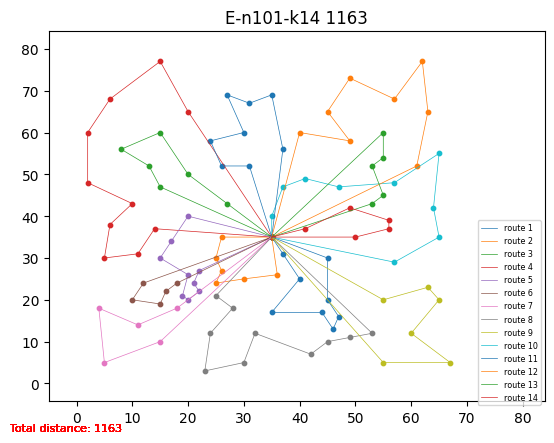 E-n101-k14 1163
80
70
60
50
40
30
20
10
0
0 10 20 30 40 50 60 70 80
route 1
route 2
route 3
route 4
route 5
route 6
route 7
route 8
route 9
route 10
route 11
route 12
route 13
route 14
Total distance: 1163